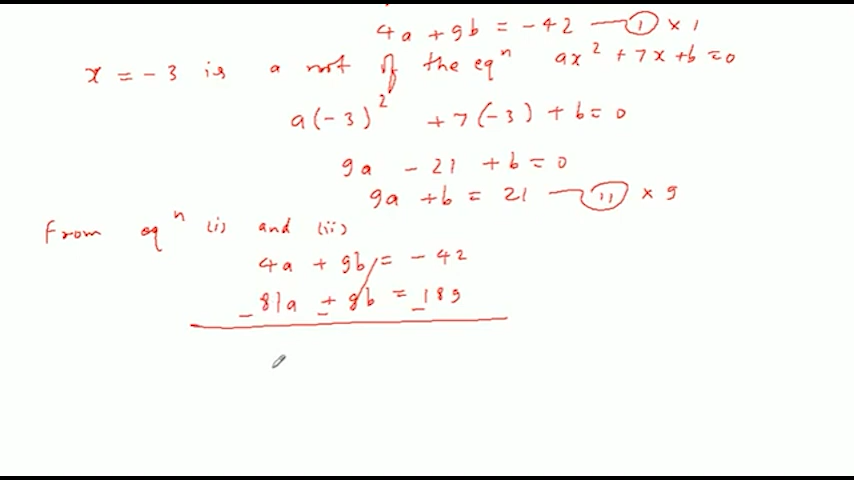 4a + 9b = -42 — (i) × 1
x = -3 is a root of the eqⁿ ax² + 7x + b = 0
a(-3)² + 7(-3) + b = 0
9a - 21 + b = 0
9a + b = 21 — (ii) × 9
From eqⁿ (i) and (ii)
4a + 9b = -42
81a + 9b = 189
- - -